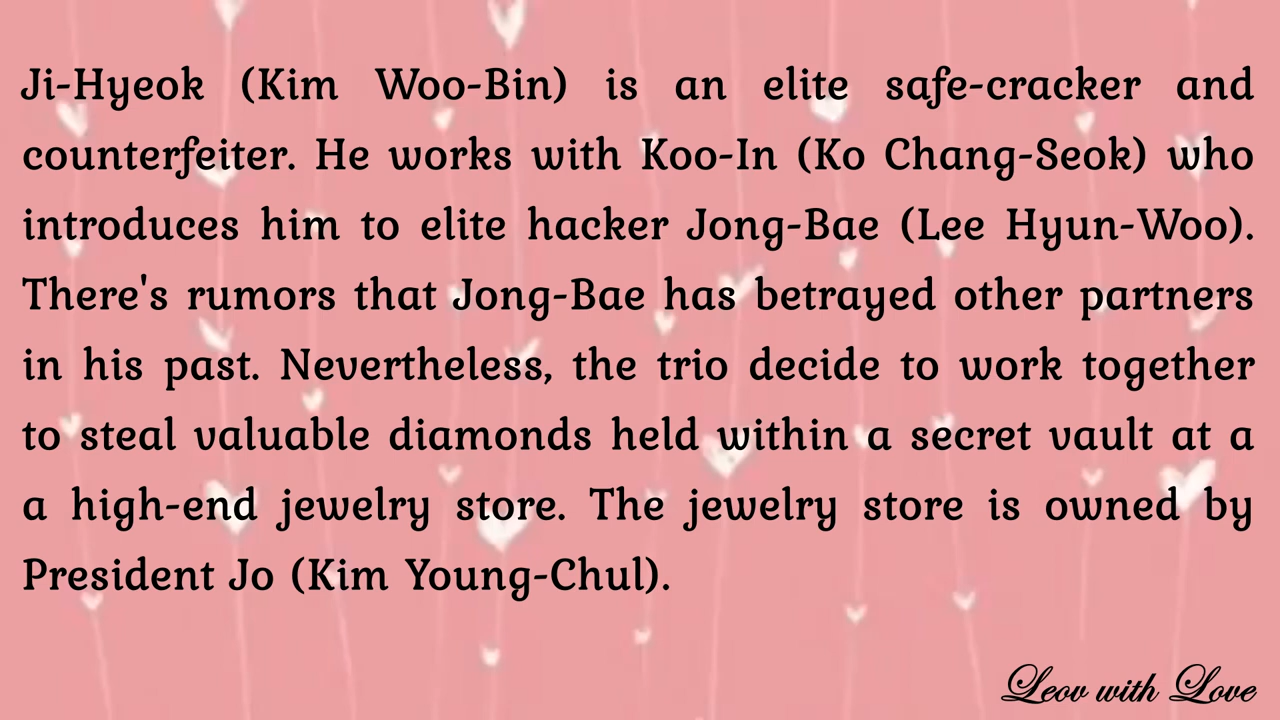 Ji-Hyeok (Kim Woo-Bin) is an elite safe-cracker and
counterfeiter. He works with Koo-In (Ko Chang-Seok) who
introduces him to elite hacker Jong-Bae (Lee Hyun-Woo).
There's rumors that Jong-Bae has betrayed other partners
in his past. Nevertheless, the trio decide to work together
to steal valuable diamonds held within a secret vault at a
a high-end jewelry store. The jewelry store is owned by
President Jo (Kim Young-Chul).
Leov with Love